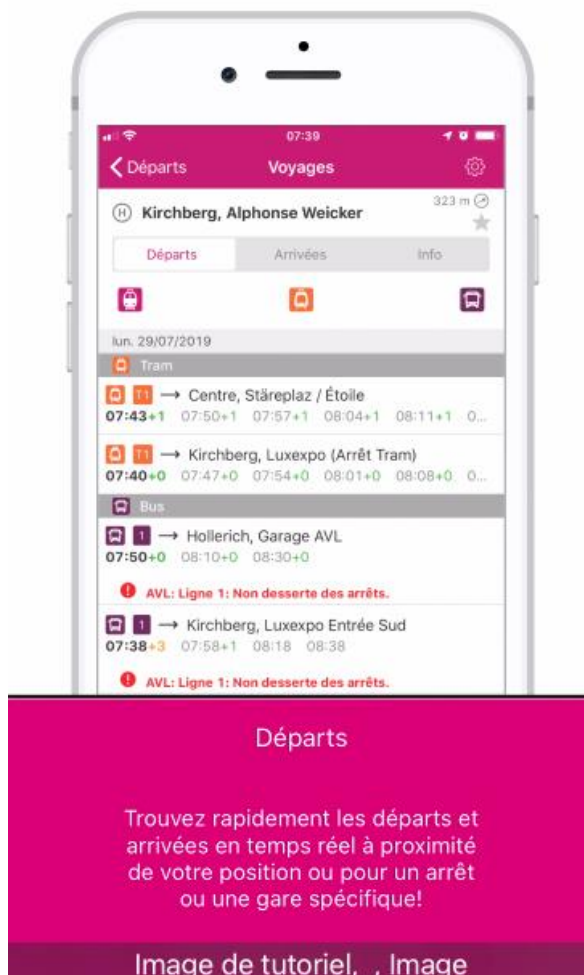 07:39
Départs
Voyages
323 m
H Kirchberg, Alphonse Weicker
Départs Arrivées Info
lun. 29/07/2019
Tram
T1 → Centre, Stäreplaz / Étoile
07:43+1 07:50+1 07:57+1 08:04+1 08:11+1 0...
T1 → Kirchberg, Luxexpo (Arrêt Tram)
07:40+0 07:47+0 07:54+0 08:01+0 08:08+0 0...
Bus
1 → Hollerich, Garage AVL
07:50+0 08:10+0 08:30+0
AVL: Ligne 1: Non desserte des arrêts.
1 → Kirchberg, Luxexpo Entrée Sud
07:38+3 07:58+1 08:18 08:38
AVL: Ligne 1: Non desserte des arrêts.
Départs
Trouvez rapidement les départs et
arrivées en temps réel à proximité
de votre position ou pour un arrêt
ou une gare spécifique!
Image de tutoriel, , Image